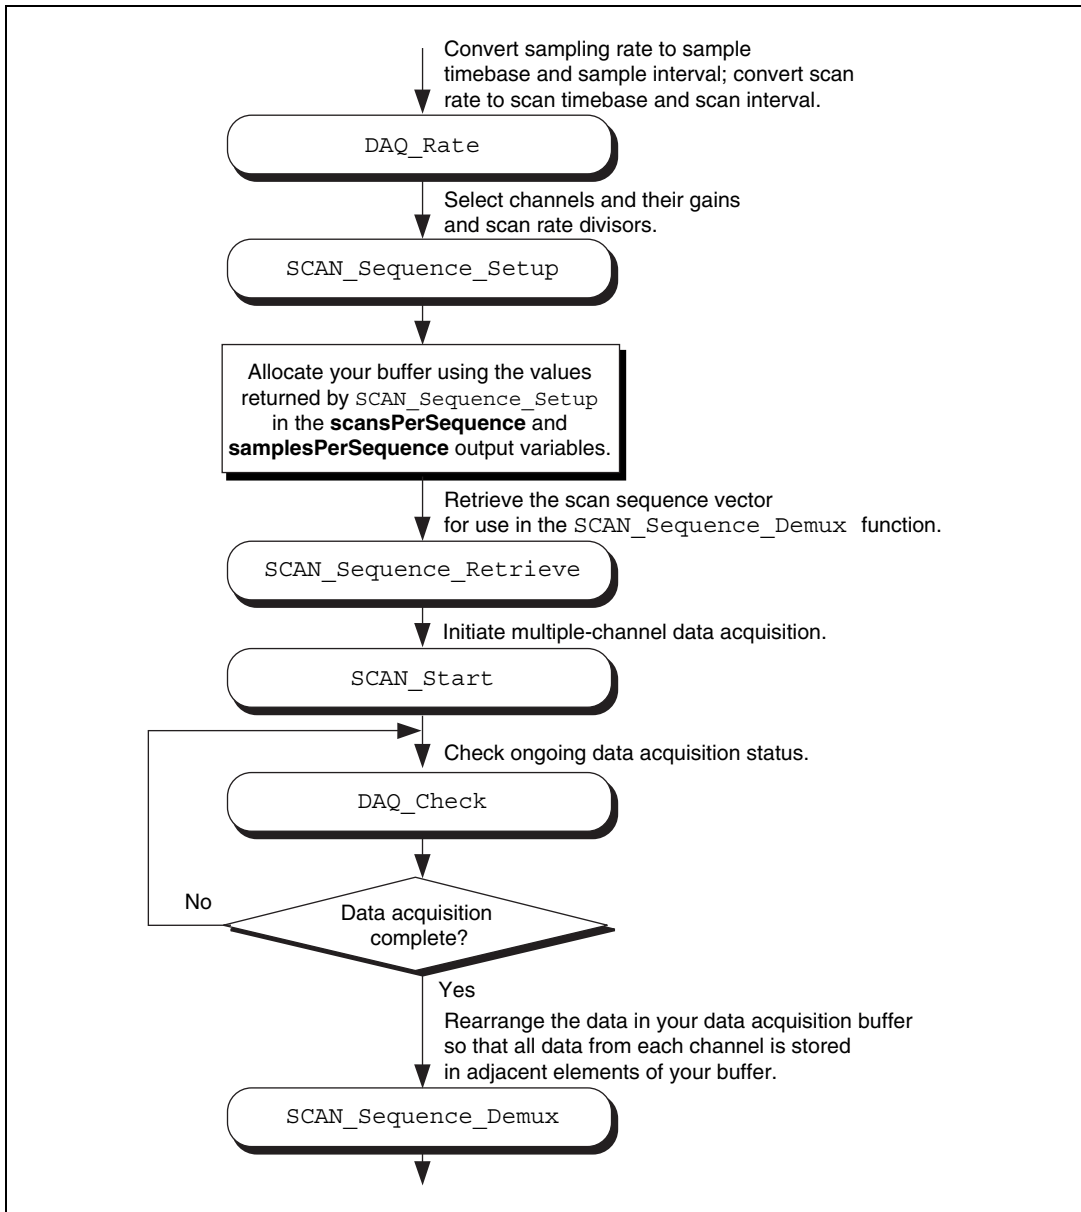 Convert sampling rate to sample
timebase and sample interval; convert scan
rate to scan timebase and scan interval.
DAQ_Rate
Select channels and their gains
and scan rate divisors.
SCAN_Sequence_Setup
Allocate your buffer using the values
returned by SCAN_Sequence_Setup
in the scansPerSequence and
samplesPerSequence output variables.
Retrieve the scan sequence vector
for use in the SCAN_Sequence_Demux function.
SCAN_Sequence_Retrieve
Initiate multiple-channel data acquisition.
SCAN_Start
Check ongoing data acquisition status.
DAQ_Check
No
Data acquisition
complete?
Yes
Rearrange the data in your data acquisition buffer
so that all data from each channel is stored
in adjacent elements of your buffer.
SCAN_Sequence_Demux